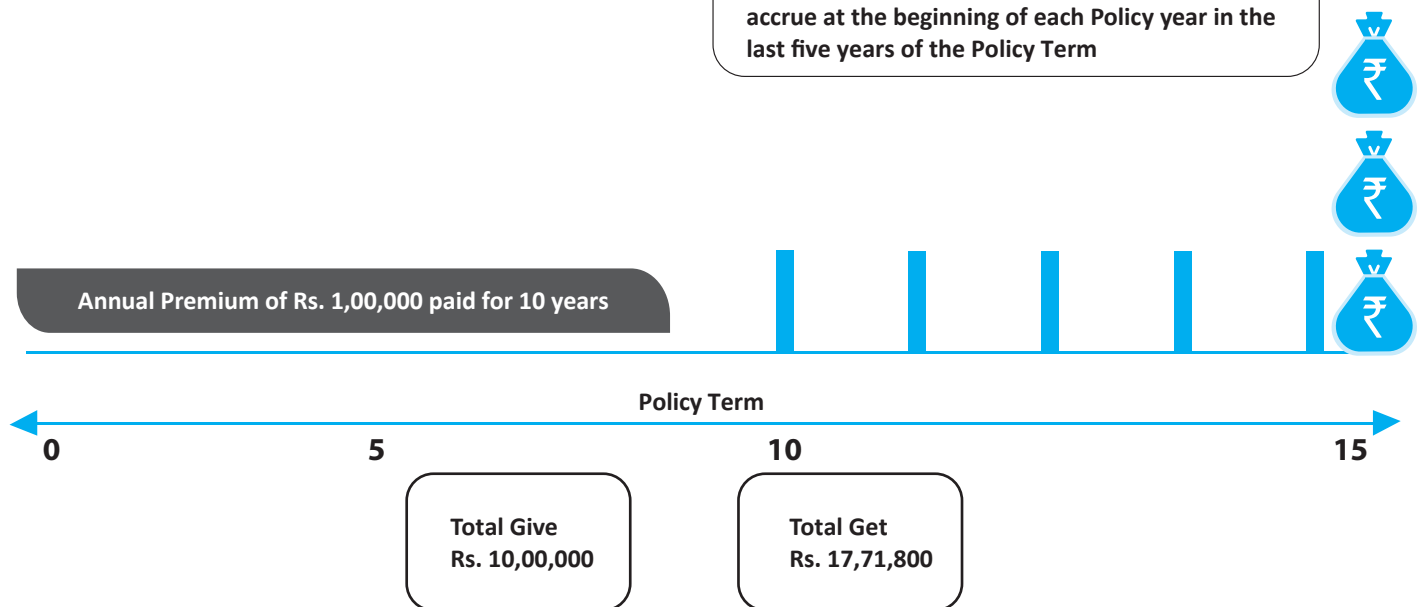 accrue at the beginning of each Policy year in the
last five years of the Policy Term
₹
₹
₹
Annual Premium of Rs. 1,00,000 paid for 10 years
Policy Term
0 5 10 15
Total Give
Rs. 10,00,000
Total Get
Rs. 17,71,800